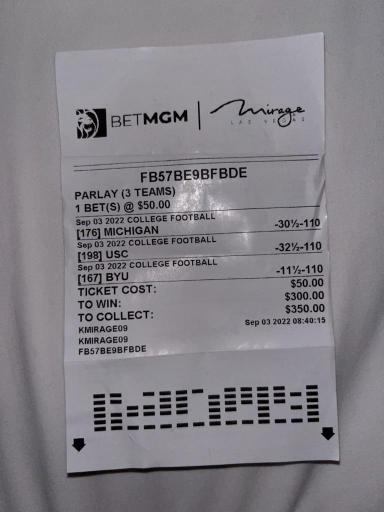 BETMGM | Mirage
LAS VEGAS
FB57BE9BFBDE
PARLAY (3 TEAMS)
1 BET(S) @ $50.00
Sep 03 2022 COLLEGE FOOTBALL
[176] MICHIGAN -30½-110
Sep 03 2022 COLLEGE FOOTBALL
[198] USC -32½-110
Sep 03 2022 COLLEGE FOOTBALL
[167] BYU -11½-110
TICKET COST: $50.00
TO WIN: $300.00
TO COLLECT: $350.00
KMIRAGE09 Sep 03 2022 08:40:15
KMIRAGE09
FB57BE9BFBDE